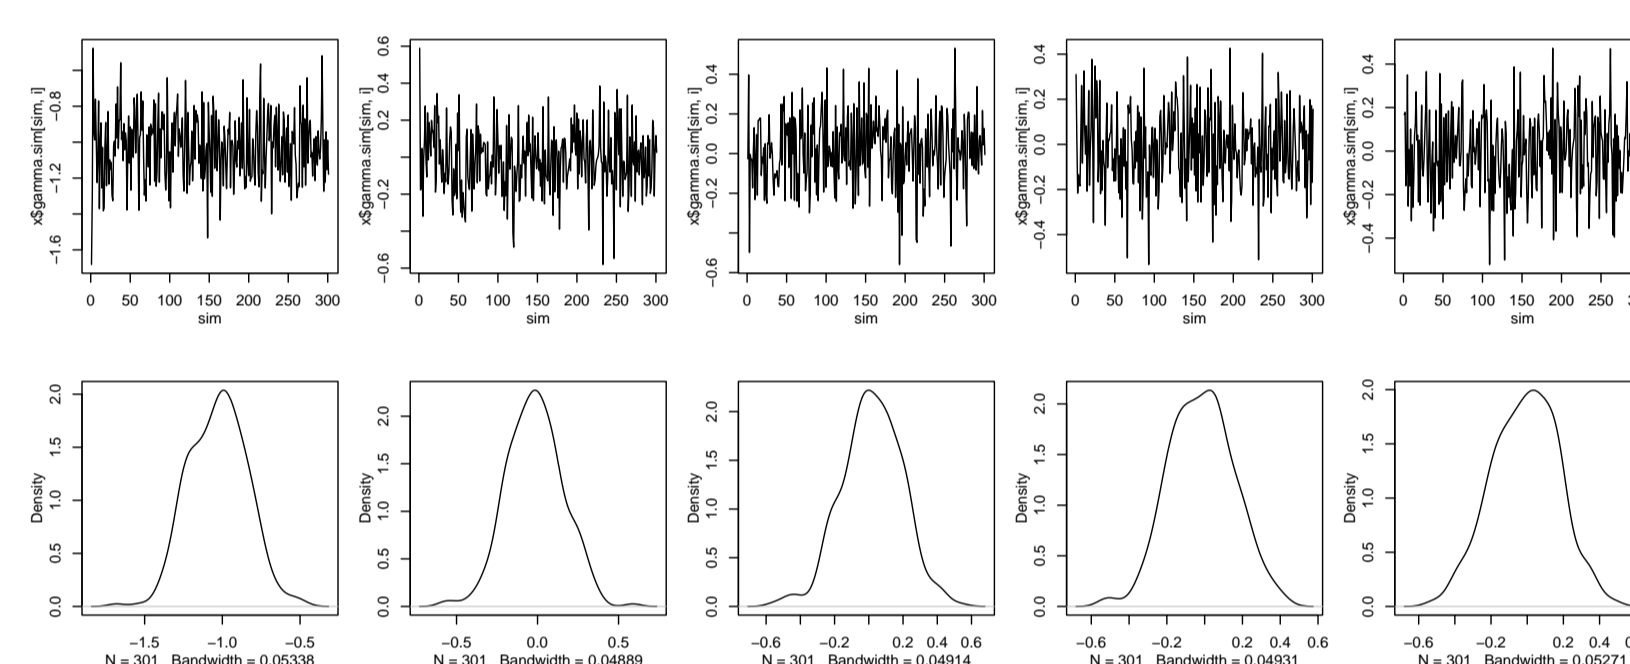 x$gamma.sim[sim, i]
−1.6 −1.2 −0.8
0 50 100 150 200 250 300
sim
x$gamma.sim[sim, i]
−0.6 −0.2 0.2 0.4 0.6
0 50 100 150 200 250 300
sim
x$gamma.sim[sim, i]
−0.6 −0.2 0.0 0.2 0.4
0 50 100 150 200 250 300
sim
x$gamma.sim[sim, i]
−0.4 −0.2 0.0 0.2 0.4
0 50 100 150 200 250 300
sim
x$gamma.sim[sim, i]
−0.4 −0.2 0.0 0.2 0.4
0 50 100 150 200 250
sim
Density
0.0 0.5 1.0 1.5 2.0
−1.5 −1.0 −0.5
N = 301 Bandwidth = 0.05338
Density
0.0 0.5 1.0 1.5 2.0
−0.5 0.0 0.5
N = 301 Bandwidth = 0.04889
Density
0.0 0.5 1.0 1.5 2.0
−0.6 −0.2 0.2 0.4 0.6
N = 301 Bandwidth = 0.04914
Density
0.0 0.5 1.0 1.5 2.0
−0.6 −0.2 0.2 0.4 0.6
N = 301 Bandwidth = 0.04931
Density
0.0 0.5 1.0 1.5 2.0
−0.6 −0.2 0.2 0.4
N = 301 Bandwidth = 0.05271